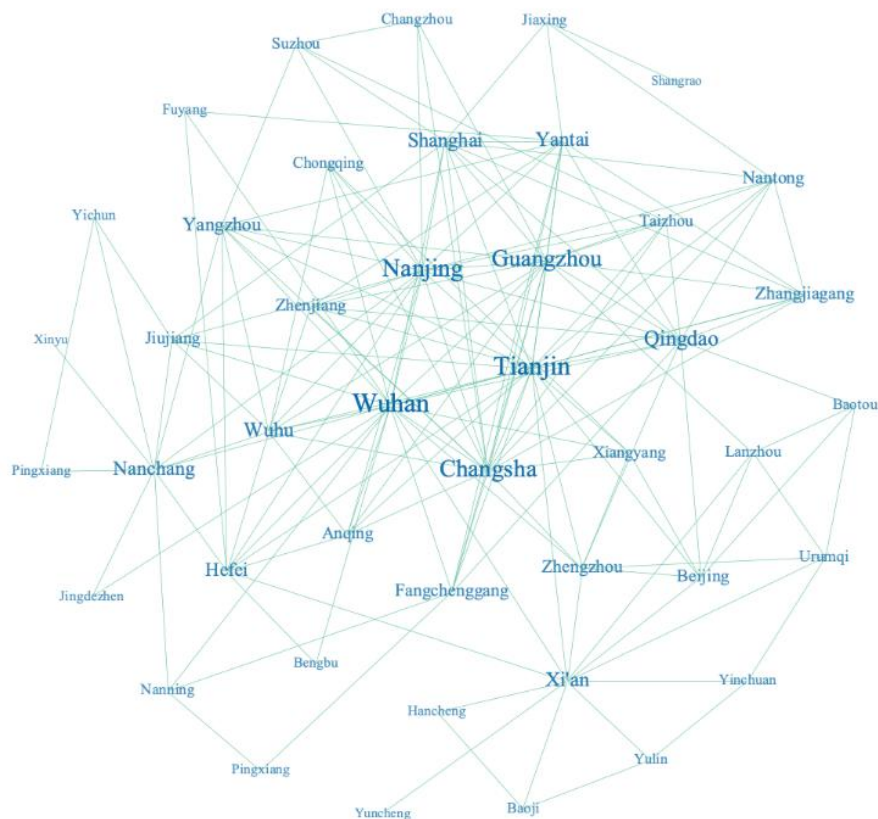 Changzhou
Jiaxing
Suzhou
Shangrao
Fuyang
Shanghai
Yantai
Chongqing
Nantong
Yichun
Yangzhou
Taizhou
Nanjing
Guangzhou
Zhenjiang
Zhangjiagang
Xinyu
Jiujiang
Qingdao
Tianjin
Wuhan
Baotou
Wuhu
Pingxiang
Nanchang
Changsha
Xiangyang
Lanzhou
Anqing
Hefei
Zhengzhou
Beijing
Urumqi
Jingdezhen
Fangchenggang
Bengbu
Nanning
Xi'an
Yinchuan
Hancheng
Pingxiang
Yulin
Yuncheng
Baoji